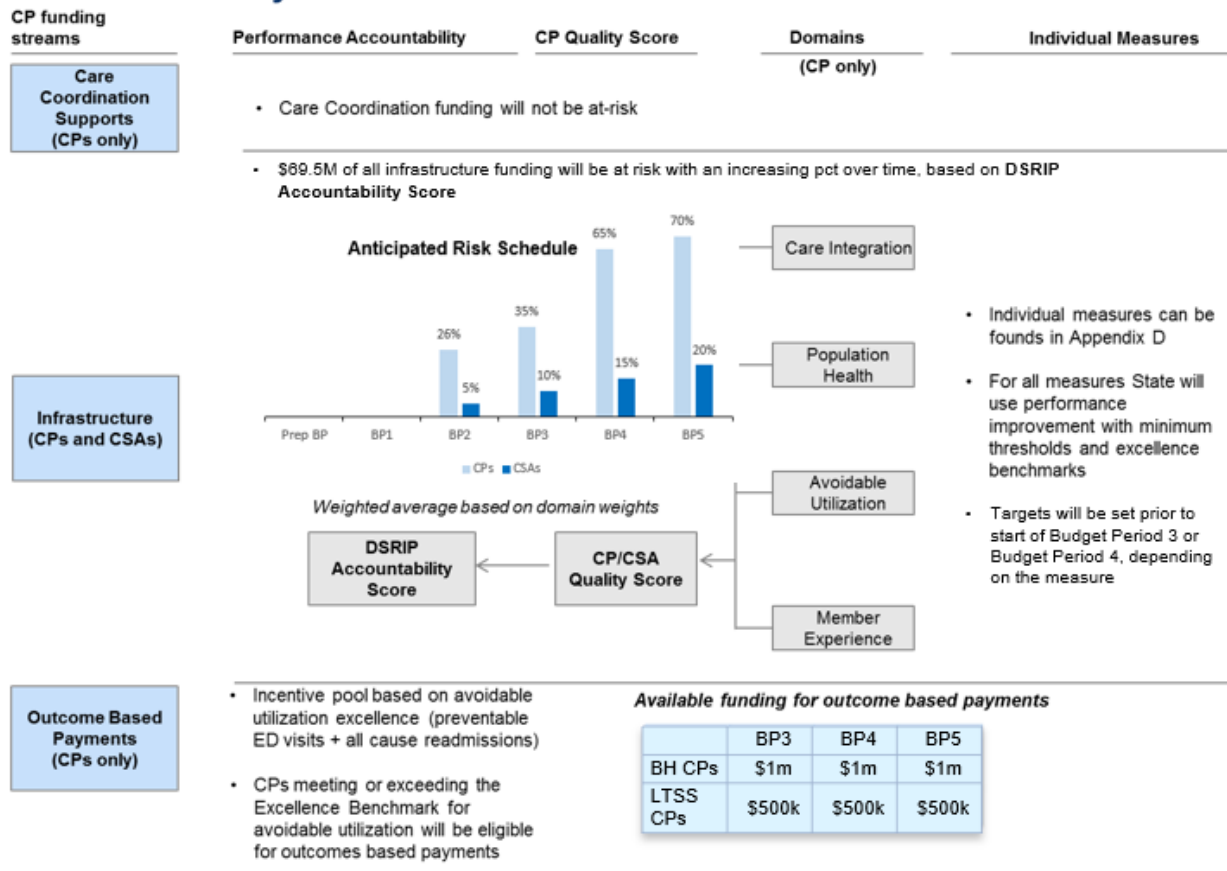 CP funding
streams
Performance Accountability
CP Quality Score
Domains
(CP only)
Individual Measures
Care
Coordination
Supports
(CPs only)
• Care Coordination funding will not be at-risk
• $69.5M of all infrastructure funding will be at risk with an increasing pct over time, based on DSRIP
Accountability Score
Infrastructure
(CPs and CSAs)
Anticipated Risk Schedule
26%
5%
35%
10%
65%
15%
70%
20%
Prep BP
BP1
BP2
BP3
BP4
BP5
CPs
CSAs
Weighted average based on domain weights
DSRIP
Accountability
Score
CP/CSA
Quality Score
Care Integration
Population
Health
Avoidable
Utilization
Member
Experience
• Individual measures can be
founds in Appendix D
• For all measures State will
use performance
improvement with minimum
thresholds and excellence
benchmarks
• Targets will be set prior to
start of Budget Period 3 or
Budget Period 4, depending
on the measure
Outcome Based
Payments
(CPs only)
• Incentive pool based on avoidable
utilization excellence (preventable
ED visits + all cause readmissions)
• CPs meeting or exceeding the
Excellence Benchmark for
avoidable utilization will be eligible
for outcomes based payments
Available funding for outcome based payments
BP3 BP4 BP5
BH CPs $1m $1m $1m
LTSS
CPs $500k $500k $500k